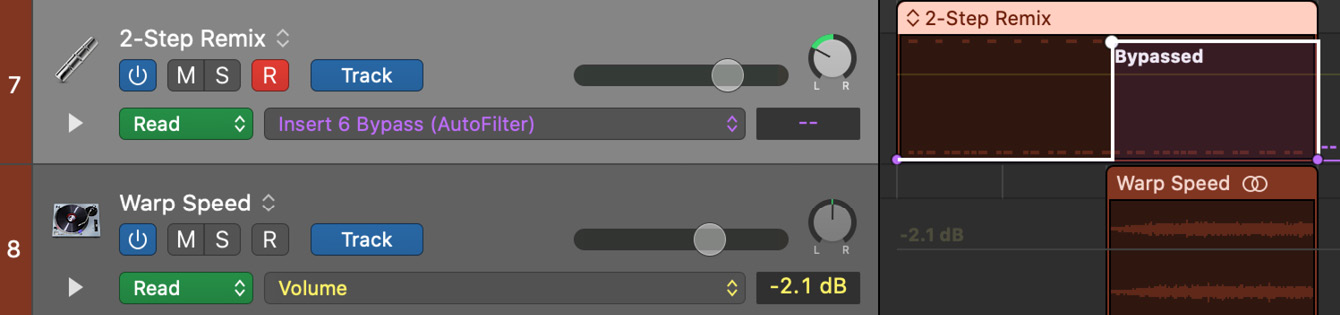 7
2-Step Remix
M S R Track
L R
Read Insert 6 Bypass (AutoFilter) --
8
Warp Speed
M S R Track
L R
Read Volume -2.1 dB
2-Step Remix
Bypassed
--
Warp Speed
-2.1 dB